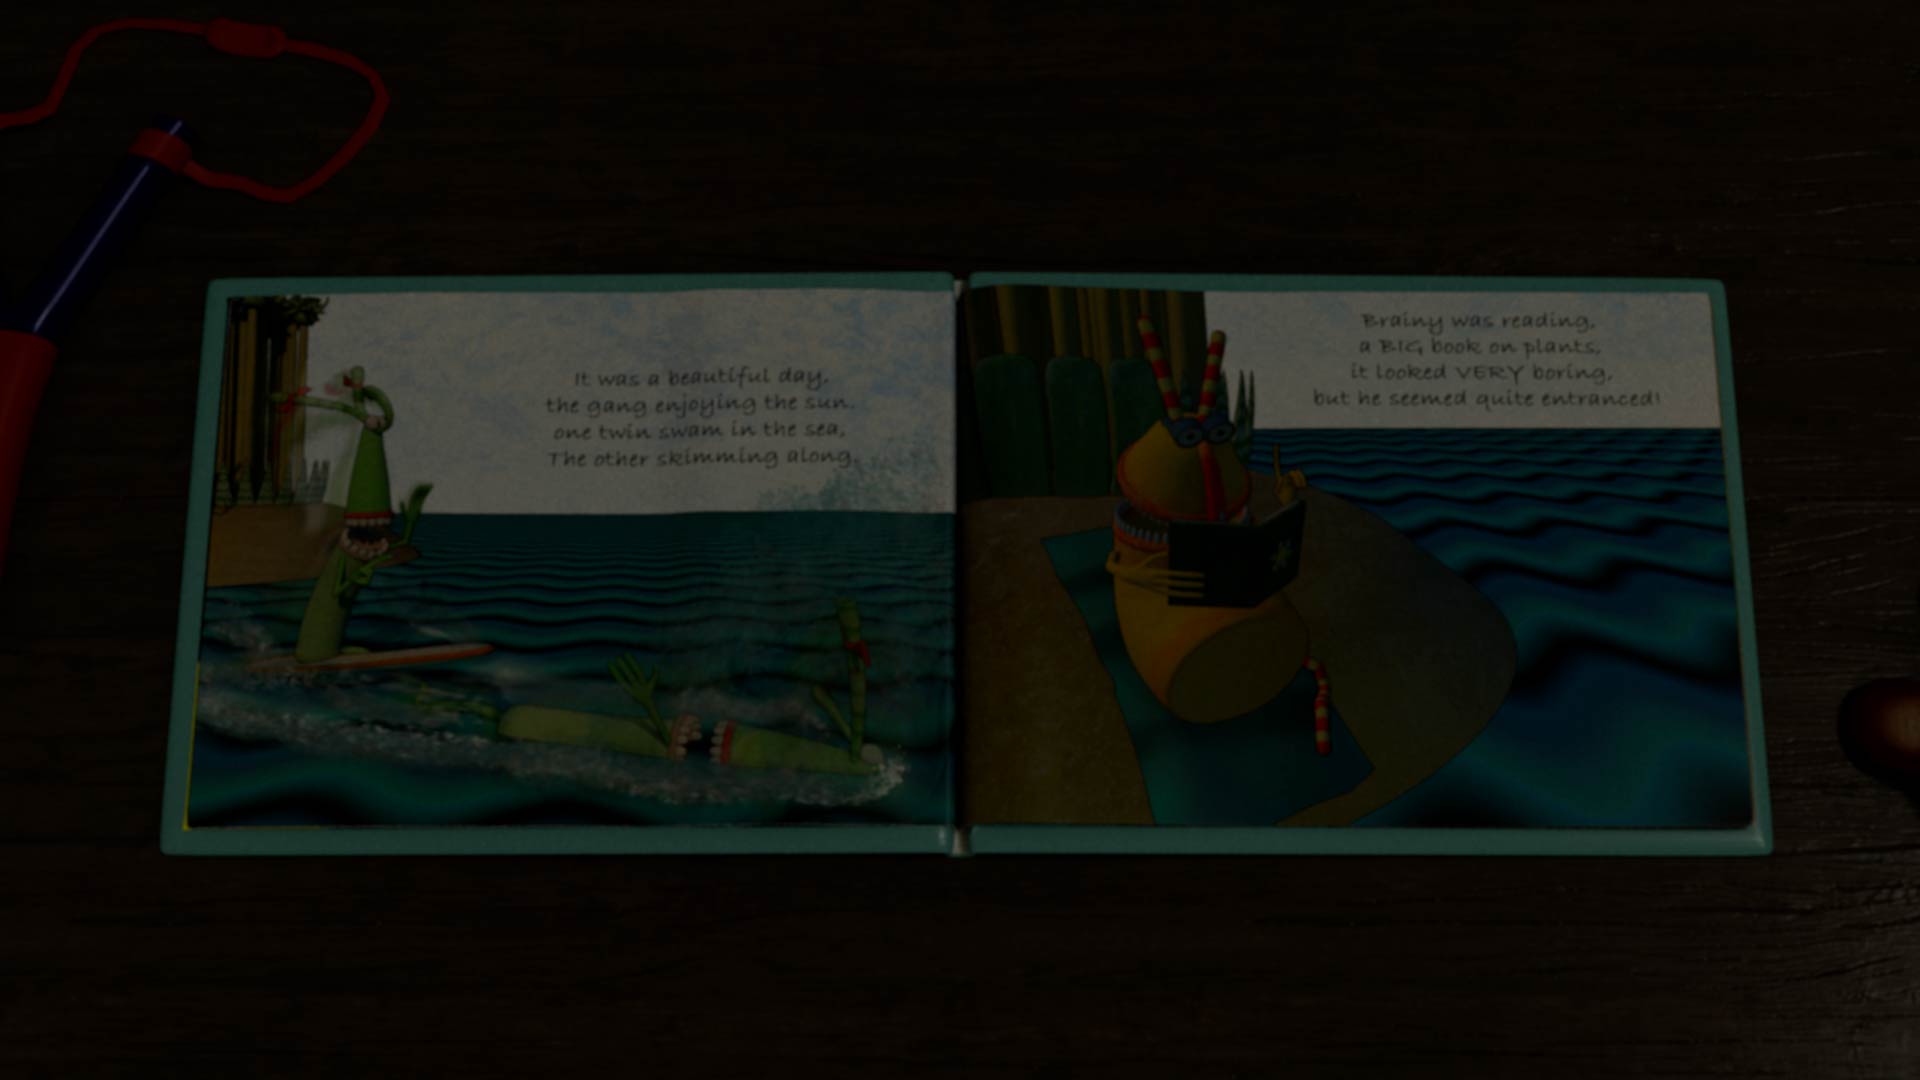 It was a beautiful day,
the gang enjoying the sun.
one twin swam in the sea,
The other skimming along.
Brainy was reading,
a BIG book on plants,
it looked VERY boring,
but he seemed quite entranced!